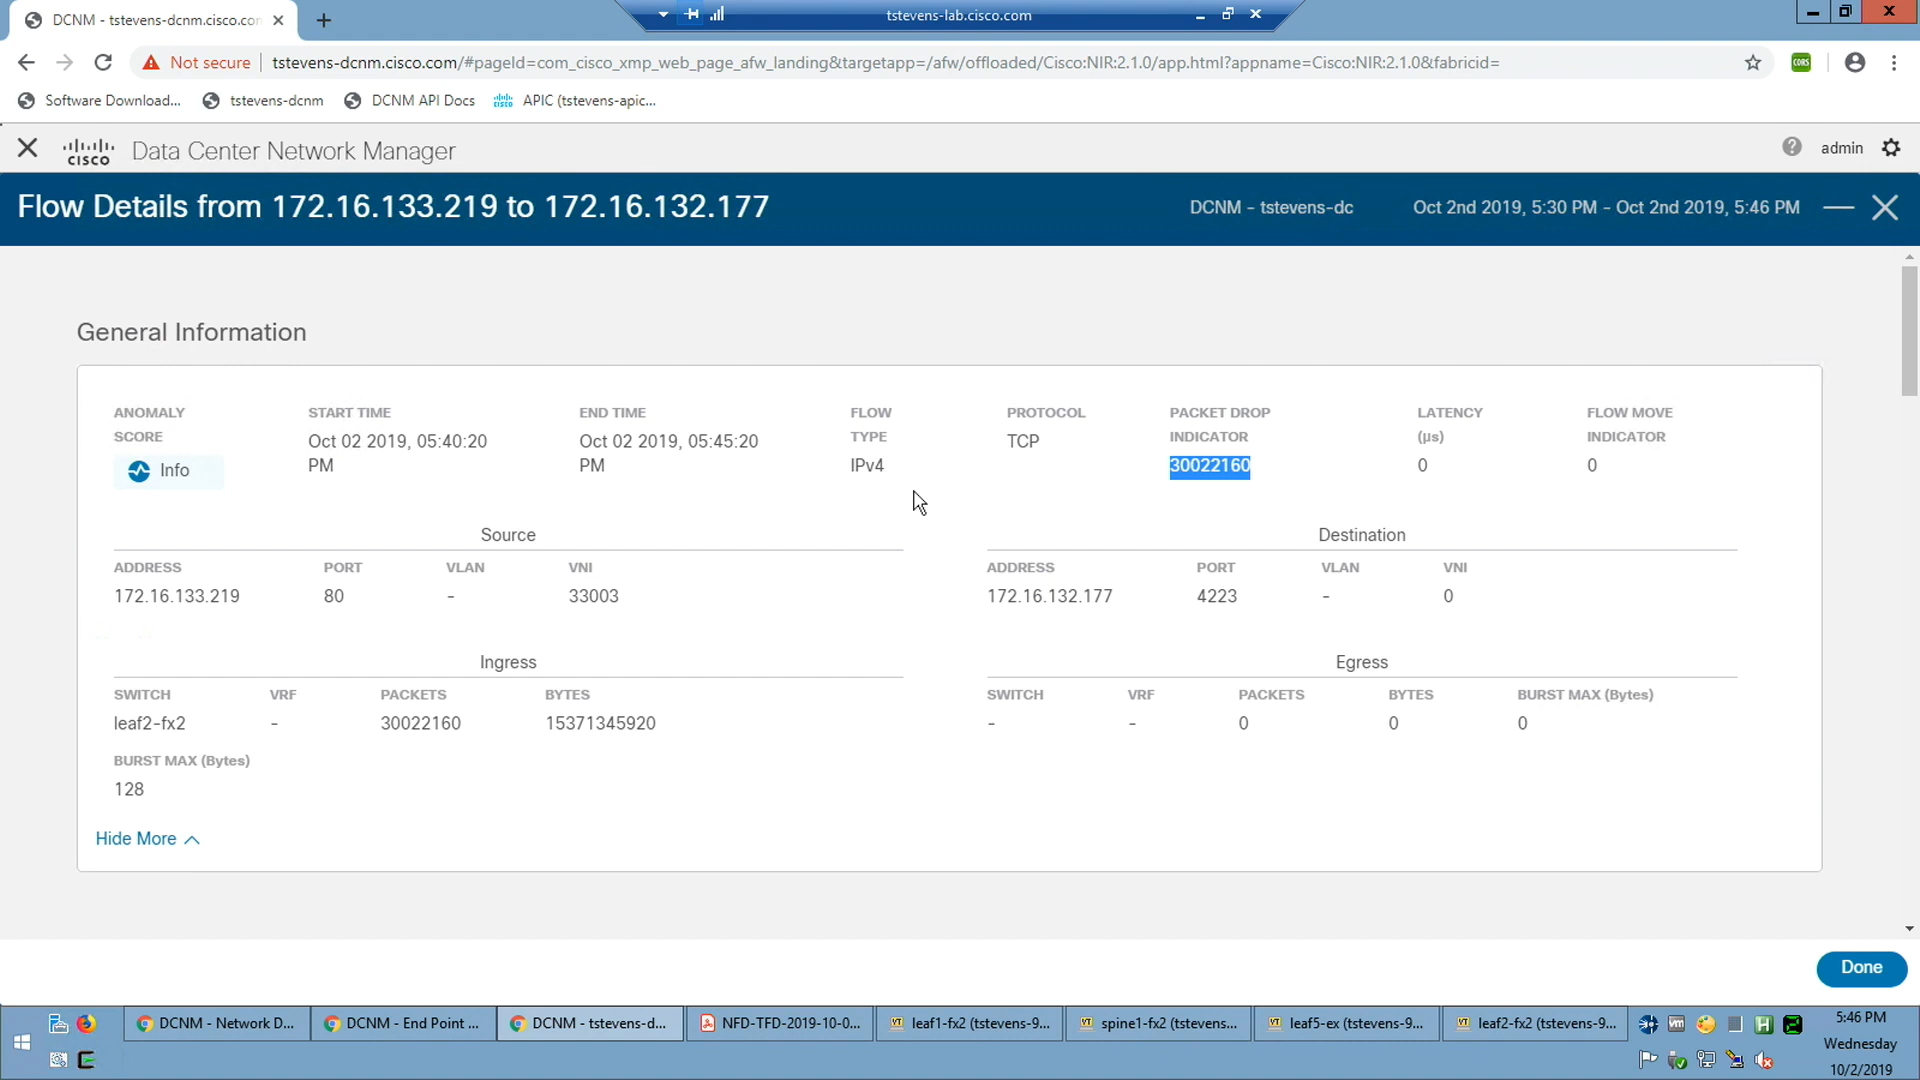 DCNM - tstevens-dcnm.cisco.con
tstevens-lab.cisco.com
Not secure
tstevens-dcnm.cisco.com/#pageId=com_cisco_xmp_web_page_afw_landing&targetapp=/afw/offloaded/Cisco:NIR:2.1.0/app.html?appname=Cisco:NIR:2.1.0&fabricid=
CORS
Software Download...
tstevens-dcnm
DCNM API Docs
APIC (tstevens-apic...
CISCO
Data Center Network Manager
admin
Flow Details from 172.16.133.219 to 172.16.132.177
DCNM - tstevens-dc
Oct 2nd 2019, 5:30 PM - Oct 2nd 2019, 5:46 PM
General Information
ANOMALY SCORE
Info
START TIME
Oct 02 2019, 05:40:20
PM
END TIME
Oct 02 2019, 05:45:20
PM
FLOW
TYPE
IPv4
PROTOCOL
TCP
PACKET DROP
INDICATOR
30022160
LATENCY
(µs)
0
FLOW MOVE
INDICATOR
0
Source
ADDRESS PORT VLAN VNI
172.16.133.219 80 - 33003
Destination
ADDRESS PORT VLAN VNI
172.16.132.177 4223 - 0
Ingress
SWITCH VRF PACKETS BYTES
leaf2-fx2 - 30022160 15371345920
BURST MAX (Bytes)
128
Egress
SWITCH VRF PACKETS BYTES BURST MAX (Bytes)
- - 0 0 0
Hide More
Done
DCNM - Network D...
DCNM - End Point ...
DCNM - tstevens-d...
NFD-TFD-2019-10-0...
leaf1-fx2 (tstevens-9...
spine1-fx2 (tstevens...
leaf5-ex (tstevens-9...
leaf2-fx2 (tstevens-9...
5:46 PM
Wednesday
10/2/2019